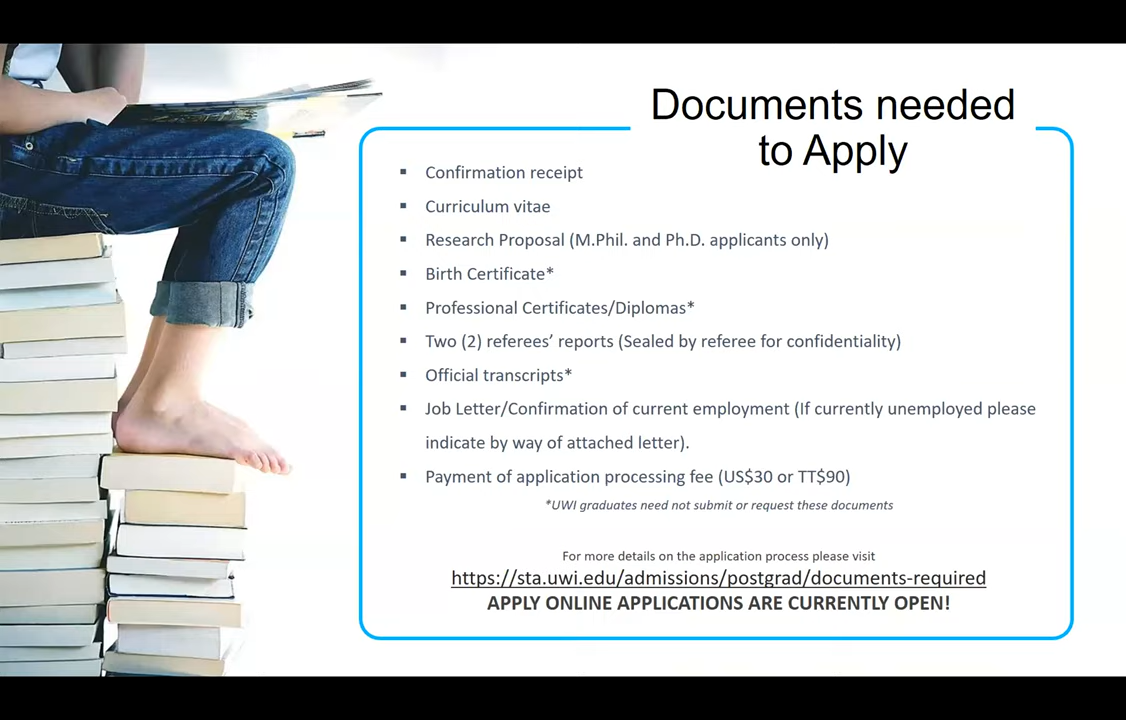 Documents needed
to Apply
▪ Confirmation receipt
▪ Curriculum vitae
▪ Research Proposal (M.Phil. and Ph.D. applicants only)
▪ Birth Certificate*
▪ Professional Certificates/Diplomas*
▪ Two (2) referees’ reports (Sealed by referee for confidentiality)
▪ Official transcripts*
▪ Job Letter/Confirmation of current employment (If currently unemployed please
indicate by way of attached letter).
▪ Payment of application processing fee (US$30 or TT$90)
*UWI graduates need not submit or request these documents
For more details on the application process please visit
https://sta.uwi.edu/admissions/postgrad/documents-required
APPLY ONLINE APPLICATIONS ARE CURRENTLY OPEN!